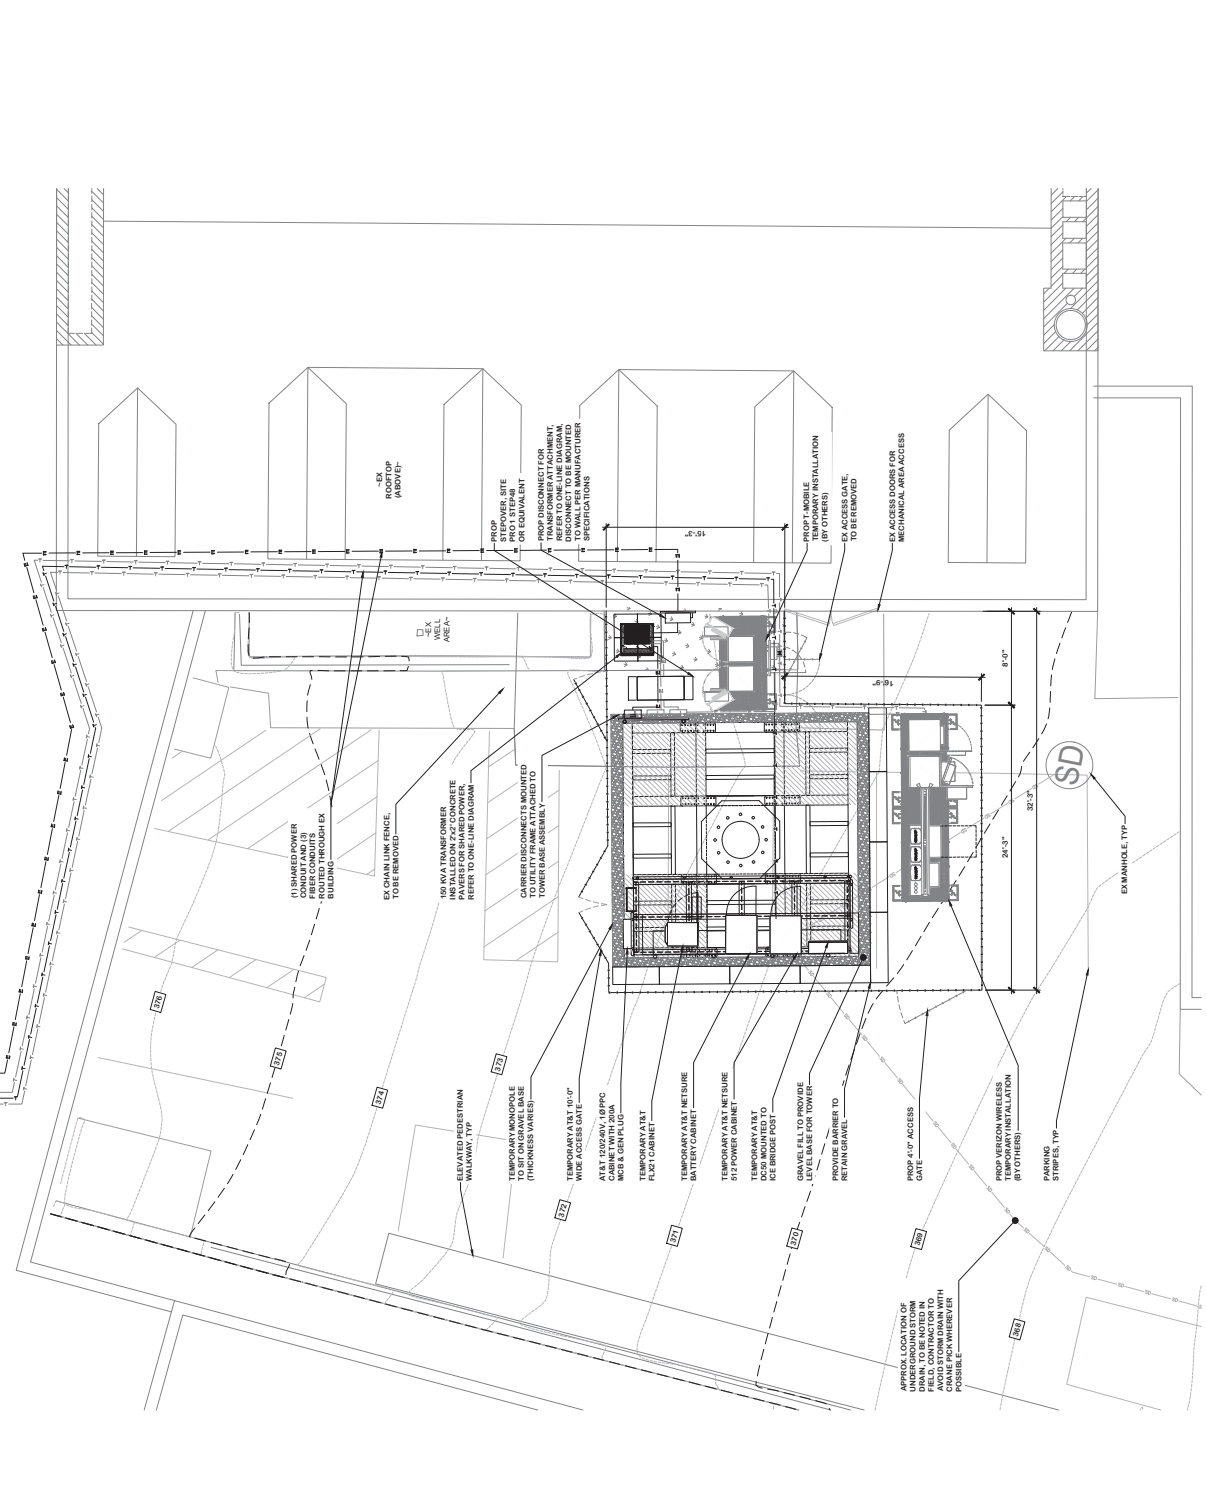 ~EX
ROOFTOP
(ABOVE)~
PROP
STEPOVER, SITE
PRO1 STEP48
OR EQUIVALENT
PROP DISCONNECT FOR
TRANSFORMER ATTACHMENT,
REFER TO ONE-LINE DIAGRAM,
DISCONNECT TO BE MOUNTED
TO WALL PER MANUFACTURER
SPECIFICATIONS
PROP T-MOBILE
TEMPORARY INSTALLATION
(BY OTHERS)
EX ACCESS GATE,
TO BE REMOVED
EX ACCESS DOORS FOR
MECHANICAL AREA ACCESS
15'-3"
~EX
WELL
AREA~
16'-9"
8'-0"
32'-3"
24'-3"
SD
(1) SHARED POWER
CONDUIT AND (3)
FIBER CONDUITS
ROUTED THROUGH EX
BUILDING
EX CHAIN LINK FENCE,
TO BE REMOVED
150 KVA TRANSFORMER
INSTALLED ON 2'x2' CONCRETE
PAVERS FOR SHARED POWER,
REFER TO ONE-LINE DIAGRAM
CARRIER DISCONNECTS MOUNTED
TO UTILITY FRAME ATTACHED TO
TOWER BASE ASSEMBLY
EX MANHOLE, TYP
376
375
374
373
372
371
370
369
368
ELEVATED PEDESTRIAN
WALKWAY, TYP
TEMPORARY MONOPOLE
TO SIT ON GRAVEL BASE
(THICKNESS VARIES)
TEMPORARY AT&T 10'-0"
WIDE ACCESS GATE
AT&T 120/240V, 1Ø PPC
CABINET WITH 200A
MCB & GEN PLUG
TEMPORARY AT&T
FLX21 CABINET
TEMPORARY AT&T NETSURE
BATTERY CABINET
TEMPORARY AT&T NETSURE
512 POWER CABINET
TEMPORARY AT&T
DC50 MOUNTED TO
ICE BRIDGE POST
GRAVEL FILL TO PROVIDE
LEVEL BASE FOR TOWER
PROVIDE BARRIER TO
RETAIN GRAVEL
PROP 4'-0" ACCESS
GATE
PROP VERIZON WIRELESS
TEMPORARY INSTALLATION
(BY OTHERS)
PARKING
STRIPES, TYP
APPROX. LOCATION OF
UNDERGROUND STORM
DRAIN, TO BE NOTED IN
FIELD, CONTRACTOR TO
AVOID STORM DRAIN WITH
CRANE PICK WHEREVER
POSSIBLE